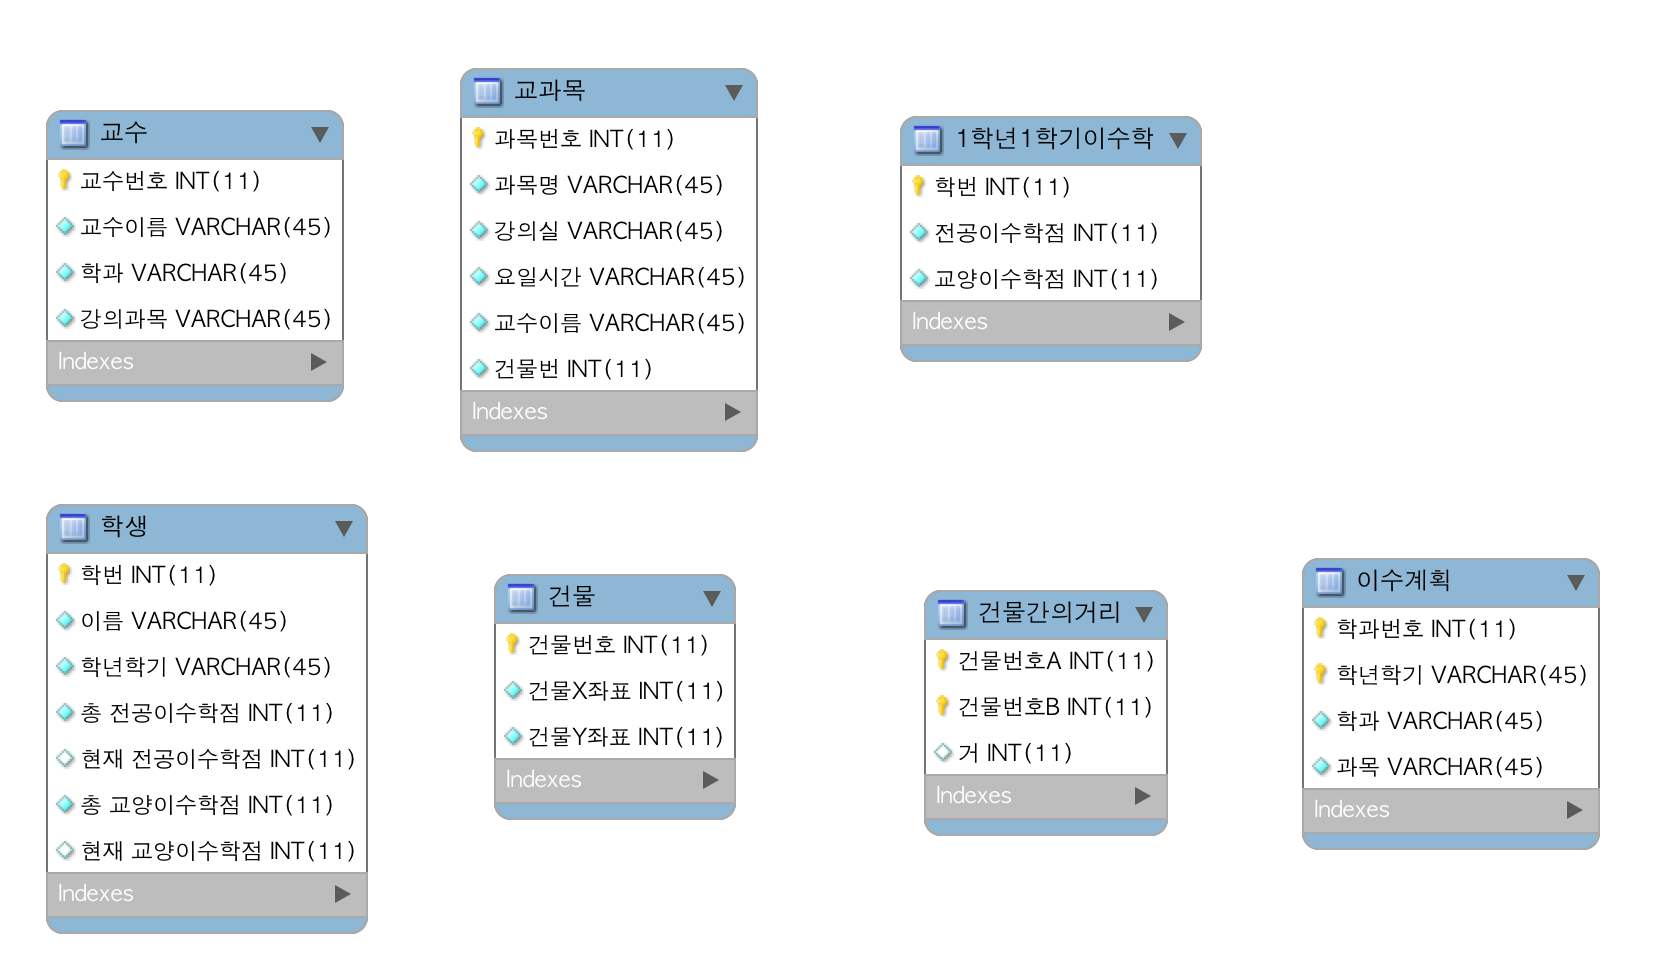 교수
교수번호 INT(11)
교수이름 VARCHAR(45)
학과 VARCHAR(45)
강의과목 VARCHAR(45)
Indexes
교과목
과목번호 INT(11)
과목명 VARCHAR(45)
강의실 VARCHAR(45)
요일시간 VARCHAR(45)
교수이름 VARCHAR(45)
건물번 INT(11)
Indexes
1학년1학기이수학
학번 INT(11)
전공이수학점 INT(11)
교양이수학점 INT(11)
Indexes
학생
학번 INT(11)
이름 VARCHAR(45)
학년학기 VARCHAR(45)
총 전공이수학점 INT(11)
현재 전공이수학점 INT(11)
총 교양이수학점 INT(11)
현재 교양이수학점 INT(11)
Indexes
건물
건물번호 INT(11)
건물X좌표 INT(11)
건물Y좌표 INT(11)
Indexes
건물간의거리
건물번호A INT(11)
건물번호B INT(11)
거 INT(11)
Indexes
이수계획
학과번호 INT(11)
학년학기 VARCHAR(45)
학과 VARCHAR(45)
과목 VARCHAR(45)
Indexes